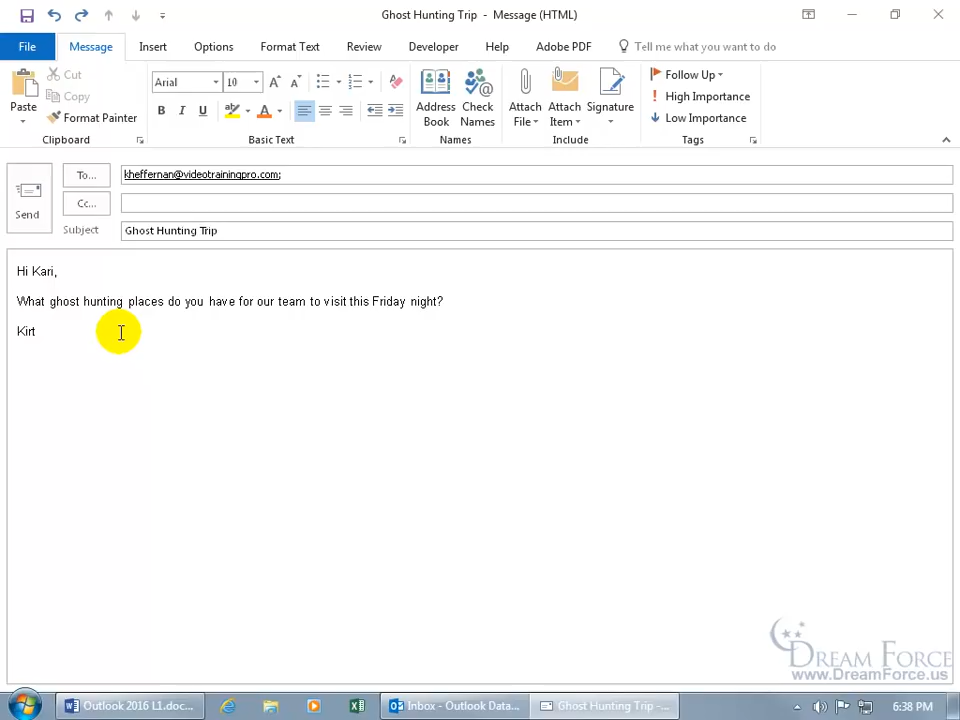 Ghost Hunting Trip - Message (HTML)
File Message Insert Options Format Text Review Developer Help Adobe PDF Tell me what you want to do
Paste
Cut
Copy
Format Painter
Clipboard
Arial 10
B I U
Basic Text
Address Book
Check Names
Names
Attach File
Attach Item
Signature
Include
Follow Up
High Importance
Low Importance
Tags
Send
To... kheffernan@videotrainingpro.com;
Cc...
Subject Ghost Hunting Trip
Hi Kari,
What ghost hunting places do you have for our team to visit this Friday night?
Kirt
DREAM FORCE
www.DreamForce.us
Outlook 2016 L1.doc... Inbox - Outlook Data... Ghost Hunting Trip -... 6:38 PM